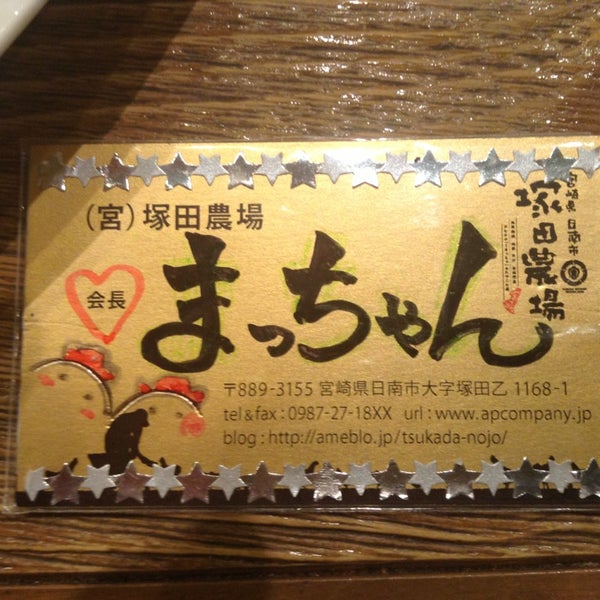 (宮)塚田農場
会長
まっちゃん
〒889-3155 宮崎県日南市大字塚田乙 1168-1
tel&fax : 0987-27-18XX url : www.apcompany.jp
blog : http://ameblo.jp/tsukada-nojo/
宮崎県 日南市
塚田農場